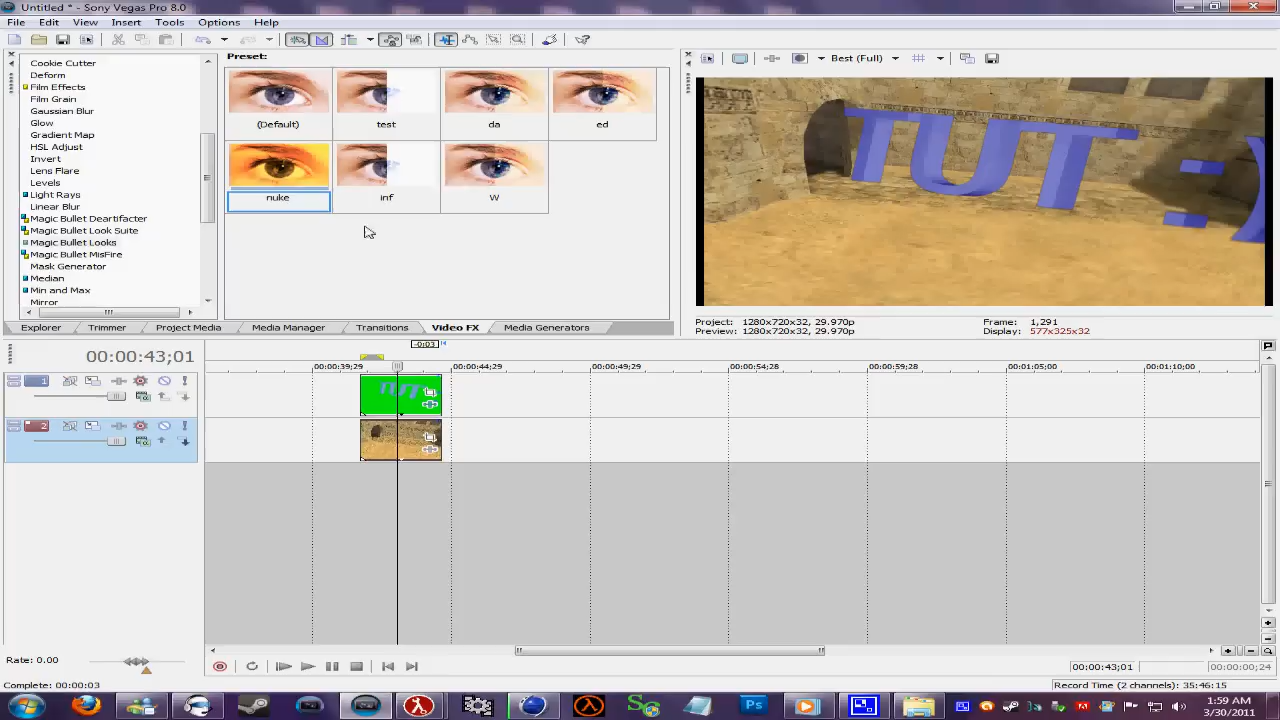 Untitled * - Sony Vegas Pro 8.0
File Edit View Insert Tools Options Help
Cookie Cutter
Deform
Film Effects
Film Grain
Gaussian Blur
Glow
Gradient Map
HSL Adjust
Invert
Lens Flare
Levels
Light Rays
Linear Blur
Magic Bullet Deartifacter
Magic Bullet Look Suite
Magic Bullet Looks
Magic Bullet MisFire
Mask Generator
Median
Min and Max
Mirror
Preset:
(Default) test da ed
nuke inf W
Best (Full)
TUT :)
Project: 1280x720x32, 29.970p Frame: 1,291
Preview: 1280x720x32, 29.970p Display: 577x325x32
Explorer Trimmer Project Media Media Manager Transitions Video FX Media Generators
00:00:43;01
-0:03
00:00:39;29 00:00:44;29 00:00:49;29 00:00:54;28 00:00:59;28 00:01:05;00 00:01:10;00
1
TUT
2
Rate: 0.00
00:00:43;01 00:00:00;24
Complete: 00:00:03
Record Time (2 channels): 35:46:15
Ps
1:59 AM
3/30/2011